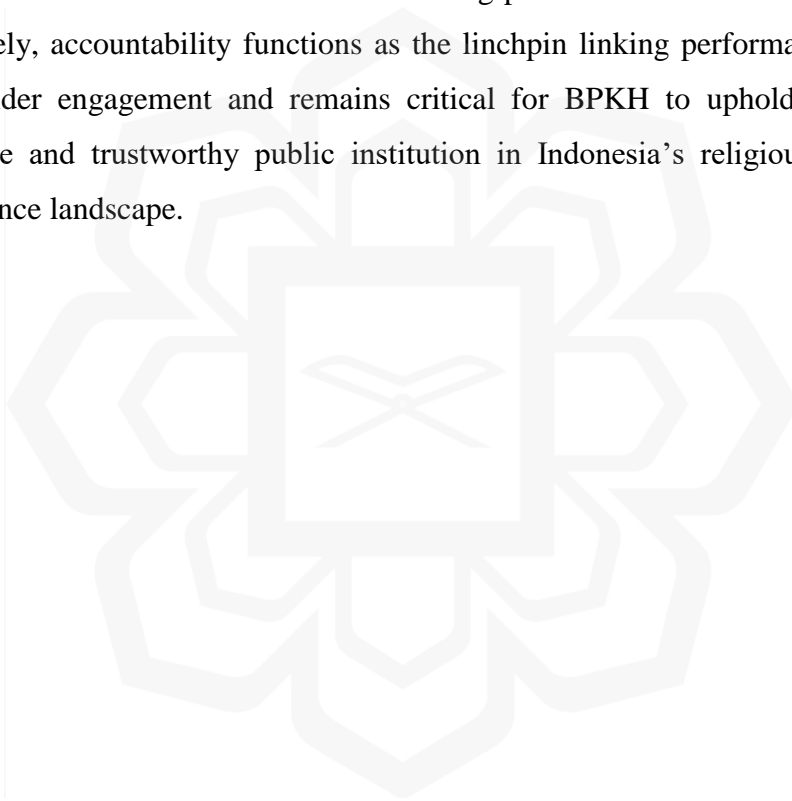 ely, accountability functions as the linchpin linking performa
der engagement and remains critical for BPKH to uphold
e and trustworthy public institution in Indonesia’s religiou
nce landscape.